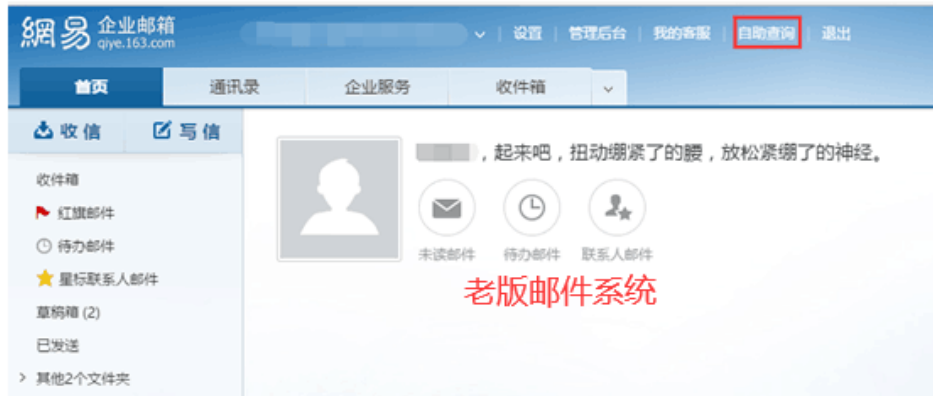 網易 企业邮箱
qiye.163.com
设置 | 管理后台 | 我的客服 | 自助查询 | 退出
首页 通讯录 企业服务 收件箱
收信 写信
，起来吧，扭动绷紧了的腰，放松紧绷了的神经。
收件箱
红旗邮件
待办邮件
星标联系人邮件
草稿箱 (2)
已发送
其他2个文件夹
未读邮件 待办邮件 联系人邮件
老版邮件系统